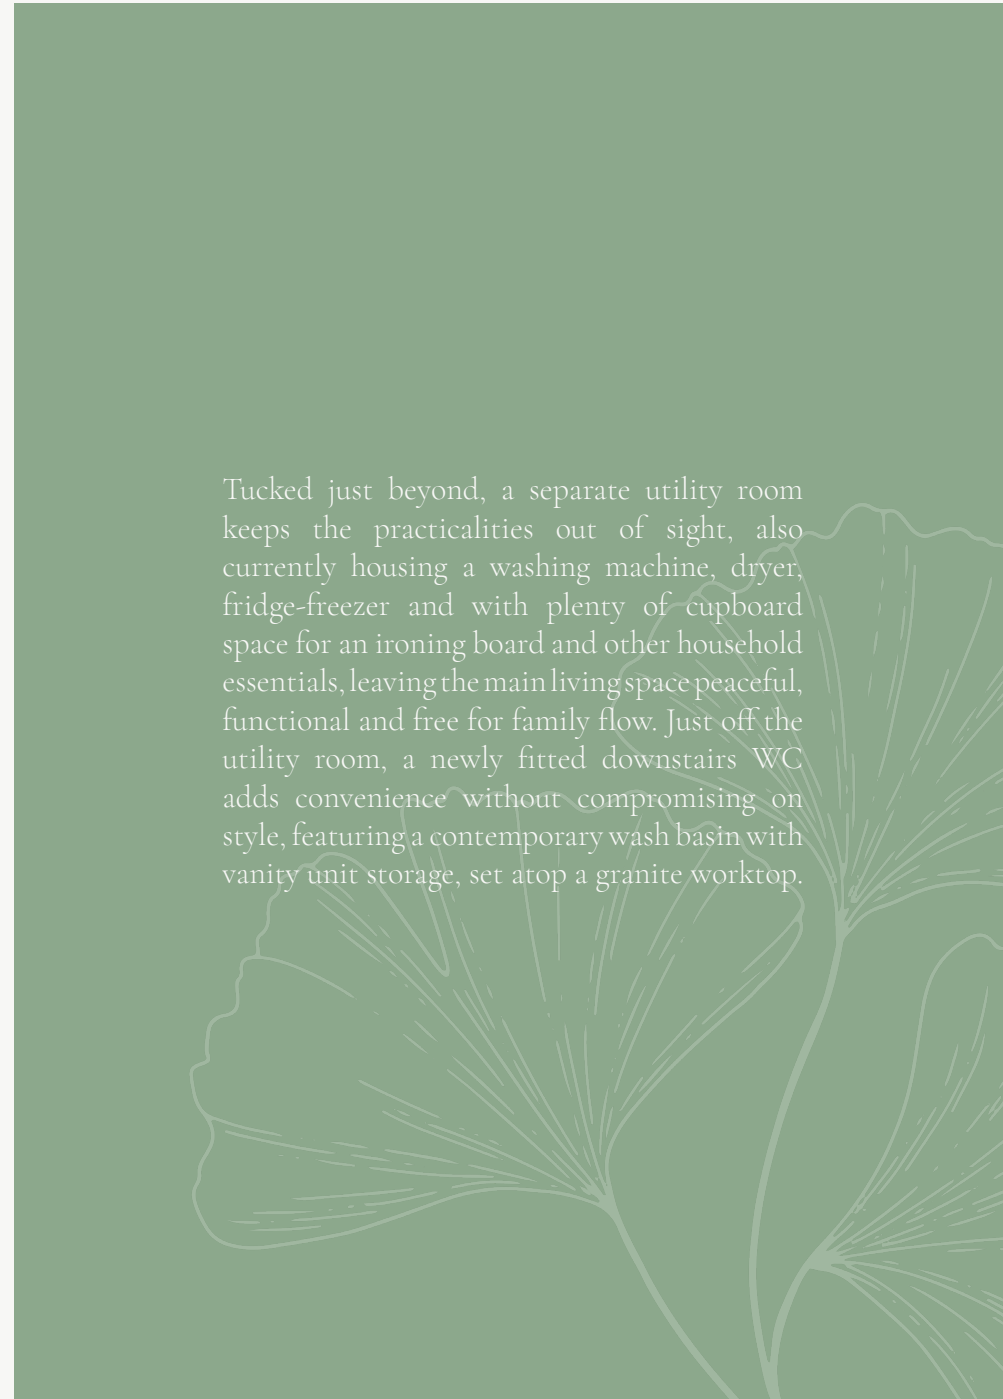 Tucked just beyond, a separate utility room
keeps the practicalities out of sight, also
currently housing a washing machine, dryer,
fridge-freezer and with plenty of cupboard
space for an ironing board and other household
essentials, leaving the main living space peaceful,
functional and free for family flow. Just off the
utility room, a newly fitted downstairs WC
adds convenience without compromising on
style, featuring a contemporary wash basin with
vanity unit storage, set atop a granite worktop.